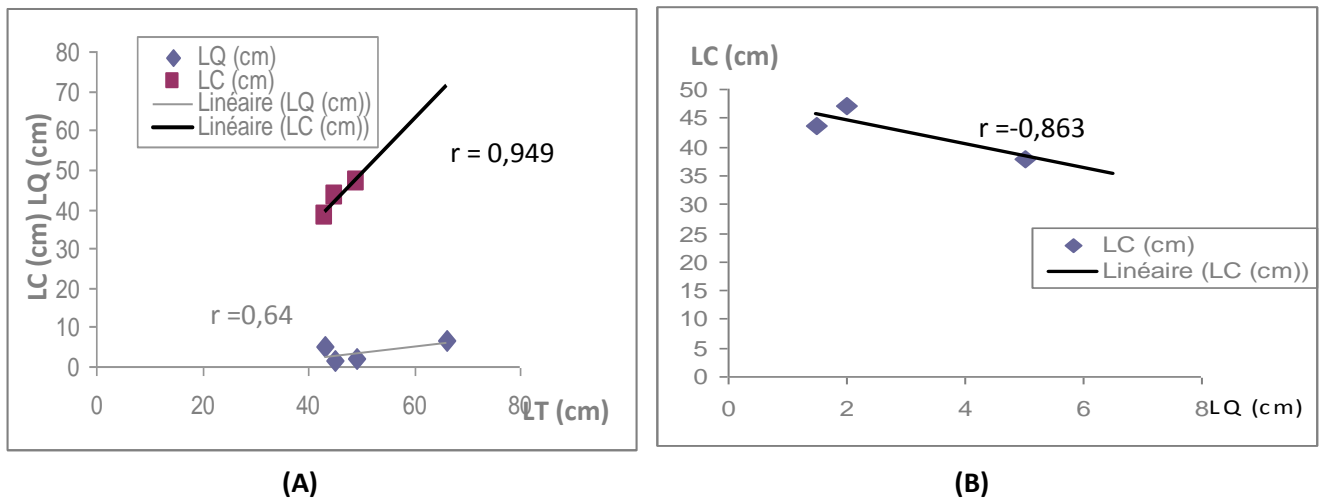 LC (cm) LQ (cm)
80
70
60
50
40
30
20
10
0
LQ (cm)
LC (cm)
Linéaire (LQ (cm))
Linéaire (LC (cm))
r = 0,949
r =0,64
0
20
40
60
80
LT (cm)
(A)
LC (cm)
50
45
40
35
30
25
20
15
10
5
0
r =-0,863
LC (cm)
Linéaire (LC (cm))
0
2
4
6
8
LQ (cm)
(B)